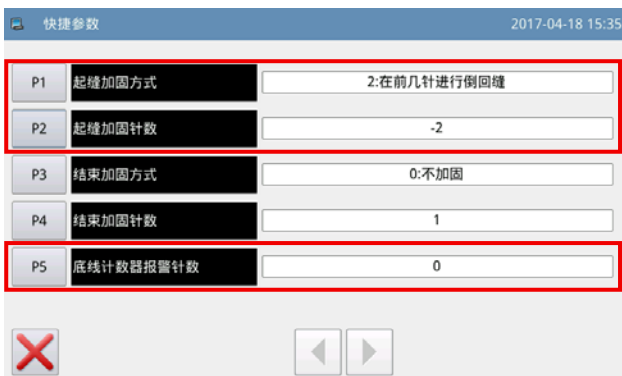 快捷参数 2017-04-18 15:35
P1 起缝加固方式 2:在前几针进行倒回缝
P2 起缝加固针数 -2
P3 结束加固方式 0:不加固
P4 结束加固针数 1
P5 底线计数器报警针数 0